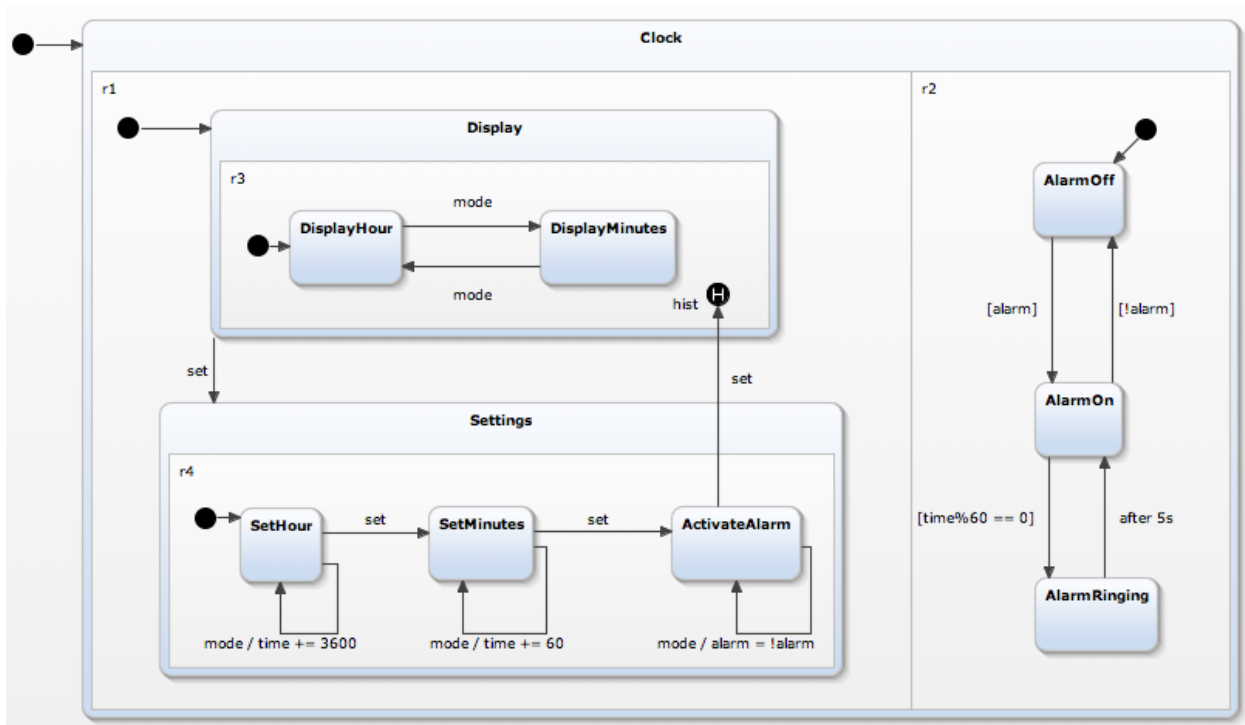 Clock
r1
r2
Display
AlarmOff
r3
mode
DisplayHour
DisplayMinutes
mode
hist
H
[alarm]
[!alarm]
set
set
AlarmOn
Settings
r4
SetHour
set
SetMinutes
set
ActivateAlarm
[time%60 == 0]
after 5s
AlarmRinging
mode / time += 3600
mode / time += 60
mode / alarm = !alarm